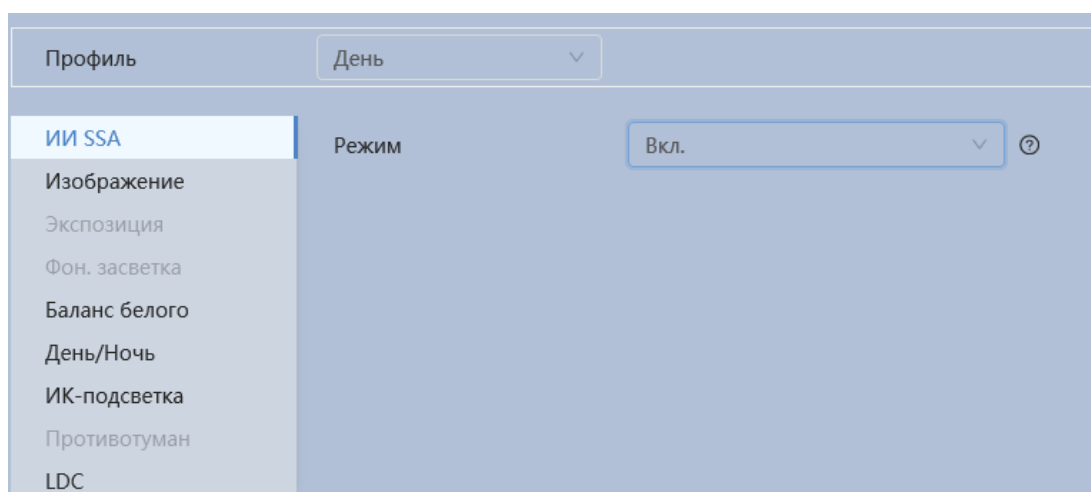 Профиль День
ИИ SSA Режим Вкл.
Изображение
Экспозиция
Фон. засветка
Баланс белого
День/Ночь
ИК-подсветка
Противотуман
LDC